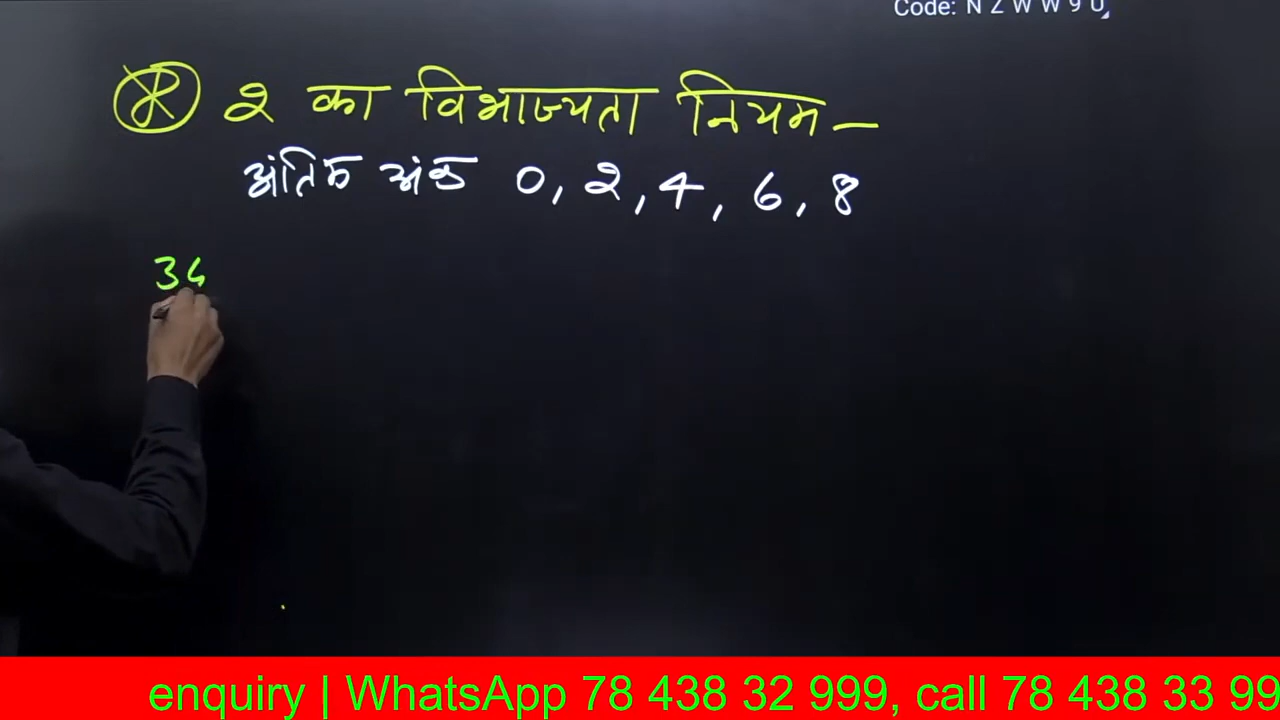 Code: N Z W W 9 U
२ का विभाज्यता नियम –
अंतिम अंक 0, 2, 4, 6, 8
34
enquiry | WhatsApp 78 438 32 999, call 78 438 33 99